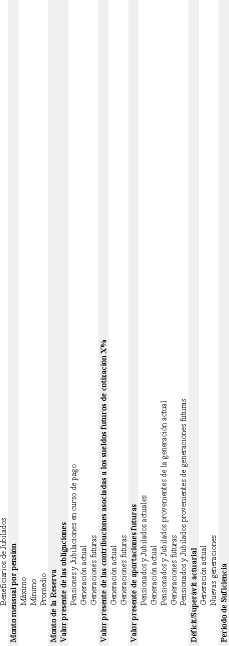 Beneficiarios de Jubilados
Monto mensual por pensión
Máximo
Mínimo
Promedio
Monto de la Reserva
Valor presente de las obligaciones
Pensiones y Jubilaciones en curso de pago
Generación actual
Generaciones futuras
Valor presente de las contribuciones asociadas a los sueldos futuros de cotización X%
Generación actual
Generaciones futuras
Valor presente de aportaciones futuras
Pensionados y Jubilados actuales
Generación actual
Pensionados y Jubilados provenientes de la generación actual
Generaciones futuras
Pensionados y Jubilados provenientes de generaciones futuras
Déficit/Superávit actuarial
Generación actual
Nuevas generaciones
Periodo de Suficiencia